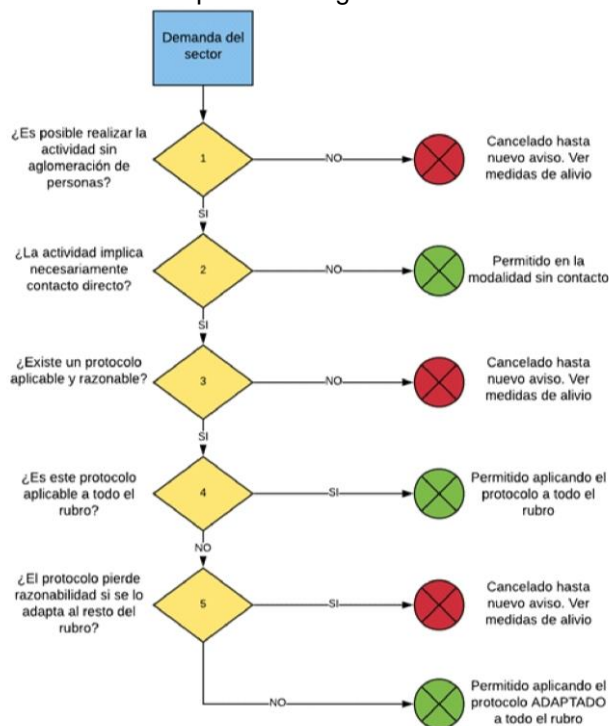 Demanda del
sector
¿Es posible realizar la
actividad sin
aglomeración de
personas?
1
NO
Cancelado hasta
nuevo aviso. Ver
medidas de alivio
SI
¿La actividad implica
necesariamente
contacto directo?
2
NO
Permitido en la
modalidad sin contacto
SI
¿Existe un protocolo
aplicable y razonable?
3
NO
Cancelado hasta
nuevo aviso. Ver
medidas de alivio
SI
¿Es este protocolo
aplicable a todo el
rubro?
4
SI
Permitido aplicando el
protocolo a todo el
rubro
NO
¿El protocolo pierde
razonabilidad si se lo
adapta al resto del
rubro?
5
SI
Cancelado hasta
nuevo aviso. Ver
medidas de alivio
NO
Permitido aplicando el
protocolo ADAPTADO
a todo el rubro